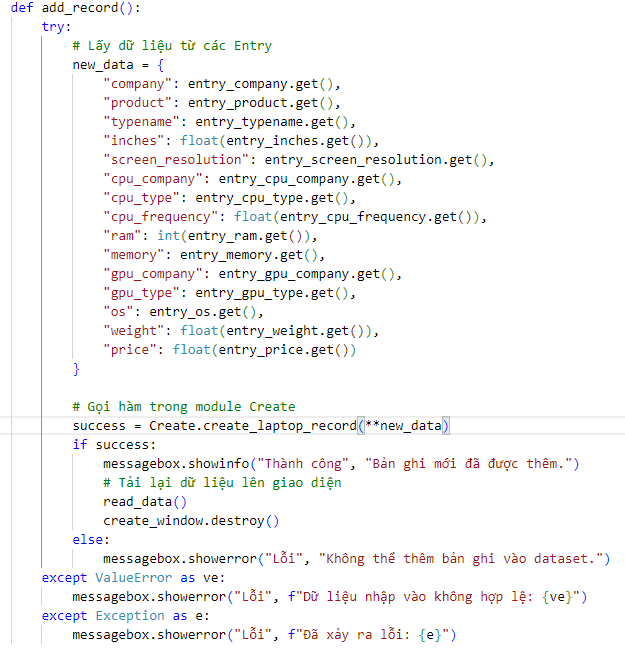 def add_record():
    try:
        # Lấy dữ liệu từ các Entry
        new_data = {
            "company": entry_company.get(),
            "product": entry_product.get(),
            "typename": entry_typename.get(),
            "inches": float(entry_inches.get()),
            "screen_resolution": entry_screen_resolution.get(),
            "cpu_company": entry_cpu_company.get(),
            "cpu_type": entry_cpu_type.get(),
            "cpu_frequency": float(entry_cpu_frequency.get()),
            "ram": int(entry_ram.get()),
            "memory": entry_memory.get(),
            "gpu_company": entry_gpu_company.get(),
            "gpu_type": entry_gpu_type.get(),
            "os": entry_os.get(),
            "weight": float(entry_weight.get()),
            "price": float(entry_price.get())
        }
        # Gọi hàm trong module Create
        success = Create.create_laptop_record(**new_data)
        if success:
            messagebox.showinfo("Thành công", "Bản ghi mới đã được thêm.")
            # Tải lại dữ liệu lên giao diện
            read_data()
            create_window.destroy()
        else:
            messagebox.showerror("Lỗi", "Không thể thêm bản ghi vào dataset.")
    except ValueError as ve:
        messagebox.showerror("Lỗi", f"Dữ liệu nhập vào không hợp lệ: {ve}")
    except Exception as e:
        messagebox.showerror("Lỗi", f"Đã xảy ra lỗi: {e}")